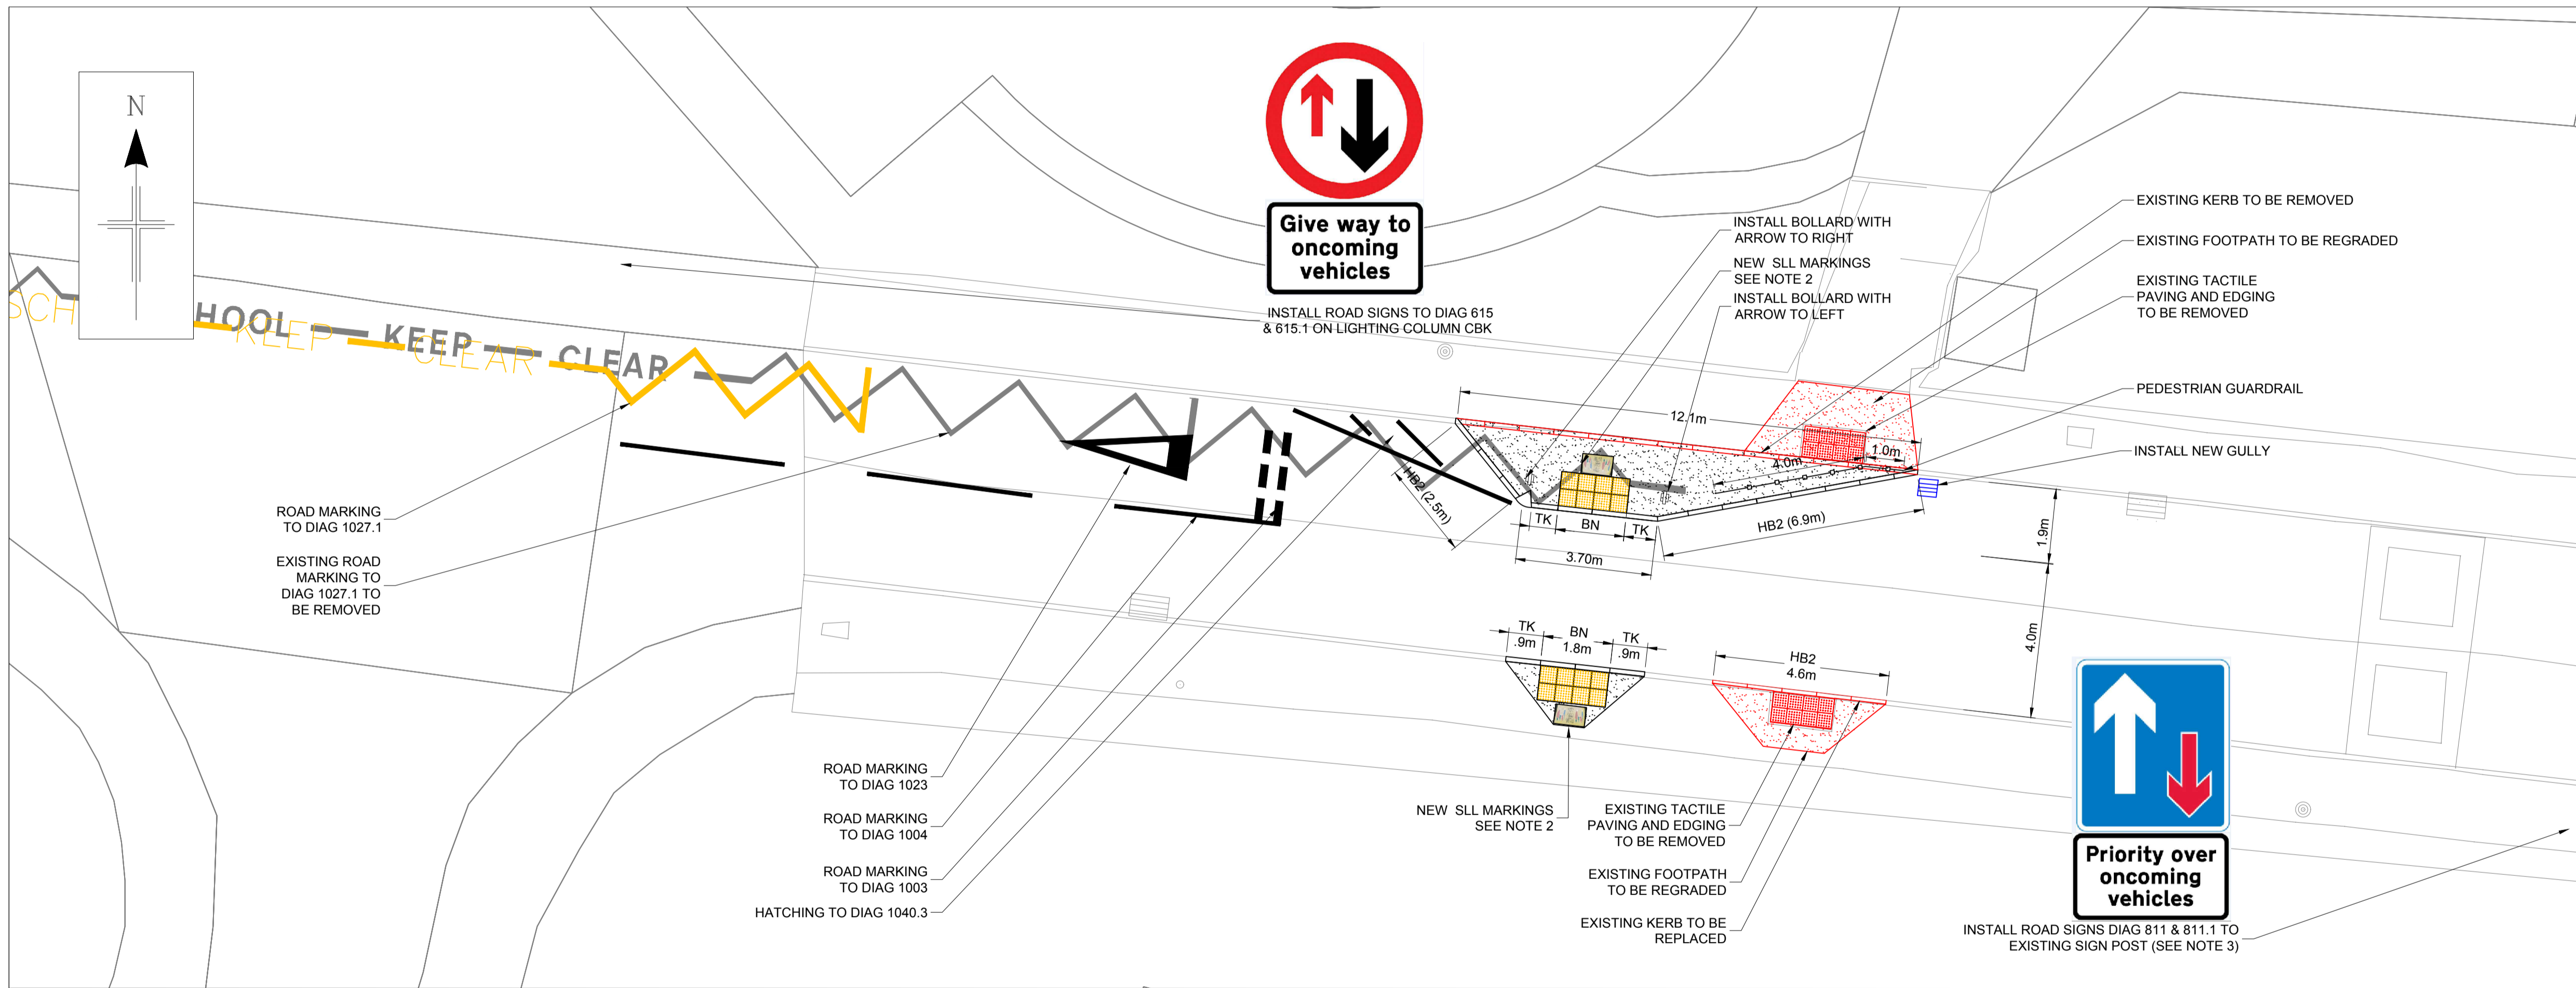 N
SCH
HOOL KEEP CLEAR
KEEP CLEAR
Give way to
oncoming
vehicles
INSTALL ROAD SIGNS TO DIAG 615
& 615.1 ON LIGHTING COLUMN CBK
INSTALL BOLLARD WITH
ARROW TO RIGHT
NEW SLL MARKINGS
SEE NOTE 2
INSTALL BOLLARD WITH
ARROW TO LEFT
EXISTING KERB TO BE REMOVED
EXISTING FOOTPATH TO BE REGRADED
EXISTING TACTILE
PAVING AND EDGING
TO BE REMOVED
PEDESTRIAN GUARDRAIL
INSTALL NEW GULLY
12.1m
1.0m
4.0m
HB2 (2.5m)
TK BN TK
3.70m
HB2 (6.9m)
1.9m
4.0m
ROAD MARKING
TO DIAG 1027.1
EXISTING ROAD
MARKING TO
DIAG 1027.1 TO
BE REMOVED
TK BN TK
.9m 1.8m .9m
HB2
4.6m
ROAD MARKING
TO DIAG 1023
ROAD MARKING
TO DIAG 1004
ROAD MARKING
TO DIAG 1003
HATCHING TO DIAG 1040.3
NEW SLL MARKINGS
SEE NOTE 2
EXISTING TACTILE
PAVING AND EDGING
TO BE REMOVED
EXISTING FOOTPATH
TO BE REGRADED
EXISTING KERB TO BE
REPLACED
Priority over
oncoming
vehicles
INSTALL ROAD SIGNS DIAG 811 & 811.1 TO
EXISTING SIGN POST (SEE NOTE 3)